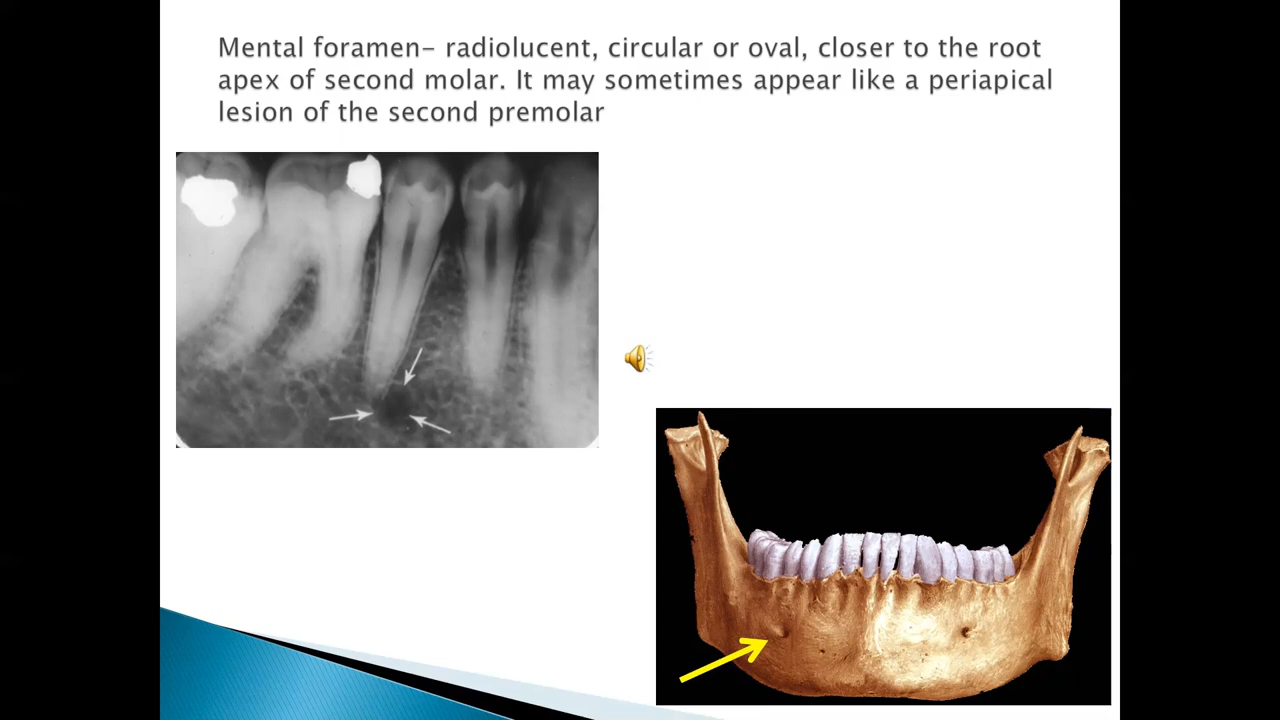 Mental foramen- radiolucent, circular or oval, closer to the root
apex of second molar. It may sometimes appear like a periapical
lesion of the second premolar